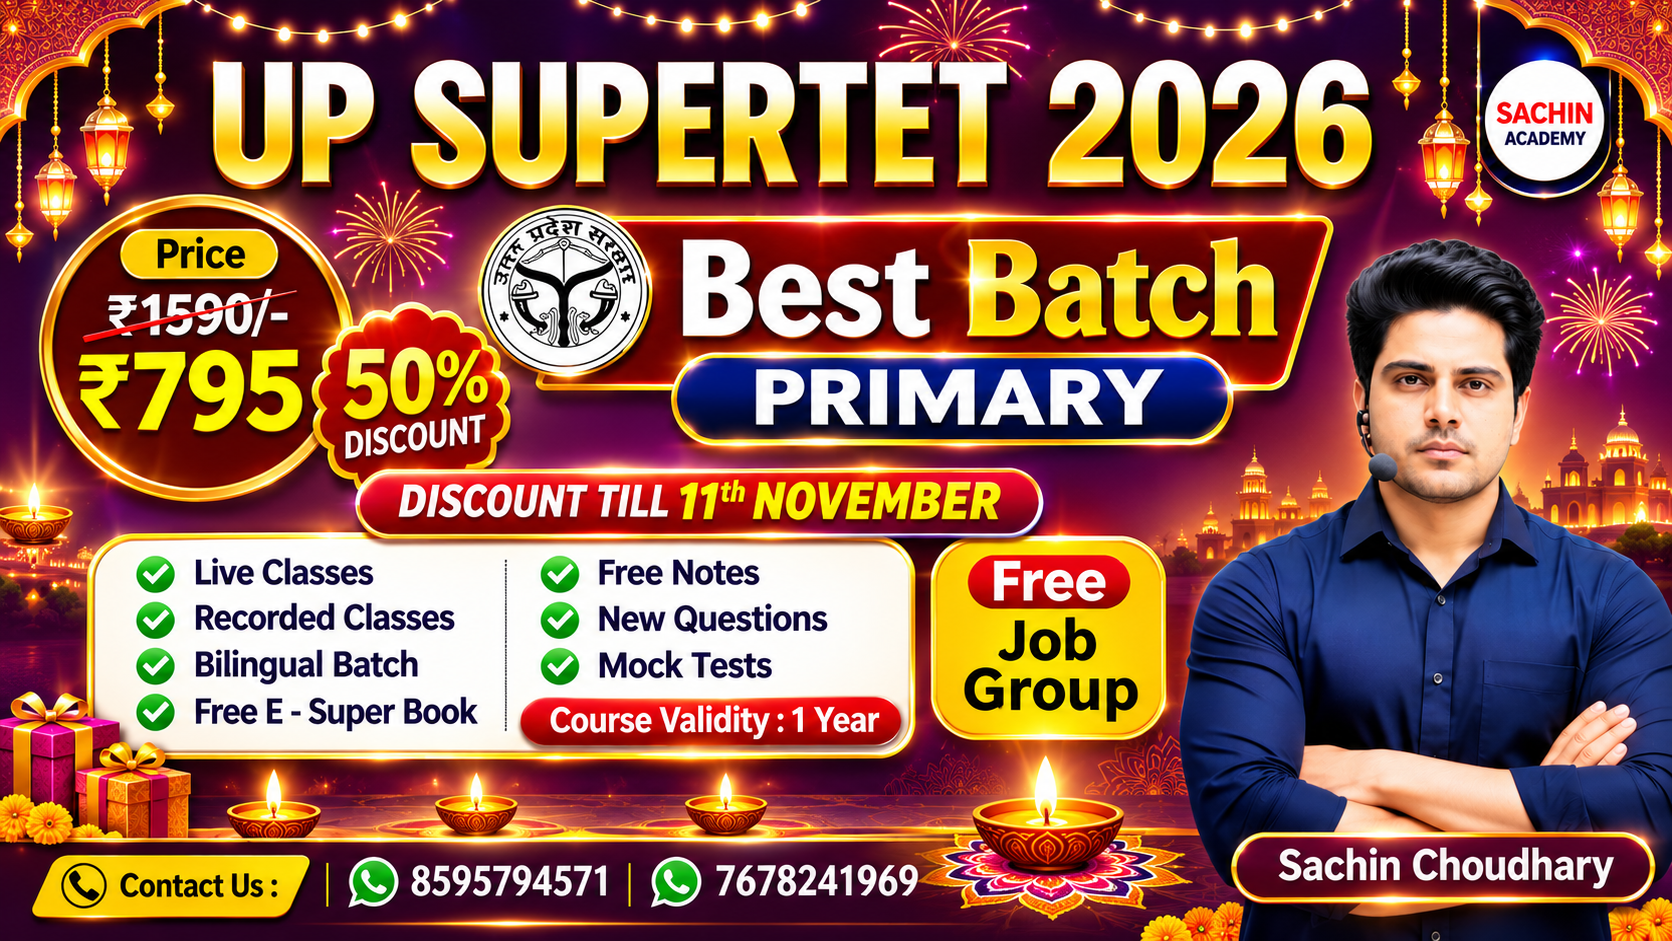 UP SUPERTET 2026
SACHIN
ACADEMY
Price
₹1590/-
₹795
50%
DISCOUNT
उत्तर प्रदेश सरकार
Best Batch
PRIMARY
DISCOUNT TILL 11th NOVEMBER
Live Classes
Recorded Classes
Bilingual Batch
Free E - Super Book
Free Notes
New Questions
Mock Tests
Course Validity : 1 Year
Free
Job
Group
Contact Us :
8595794571
7678241969
Sachin Choudhary